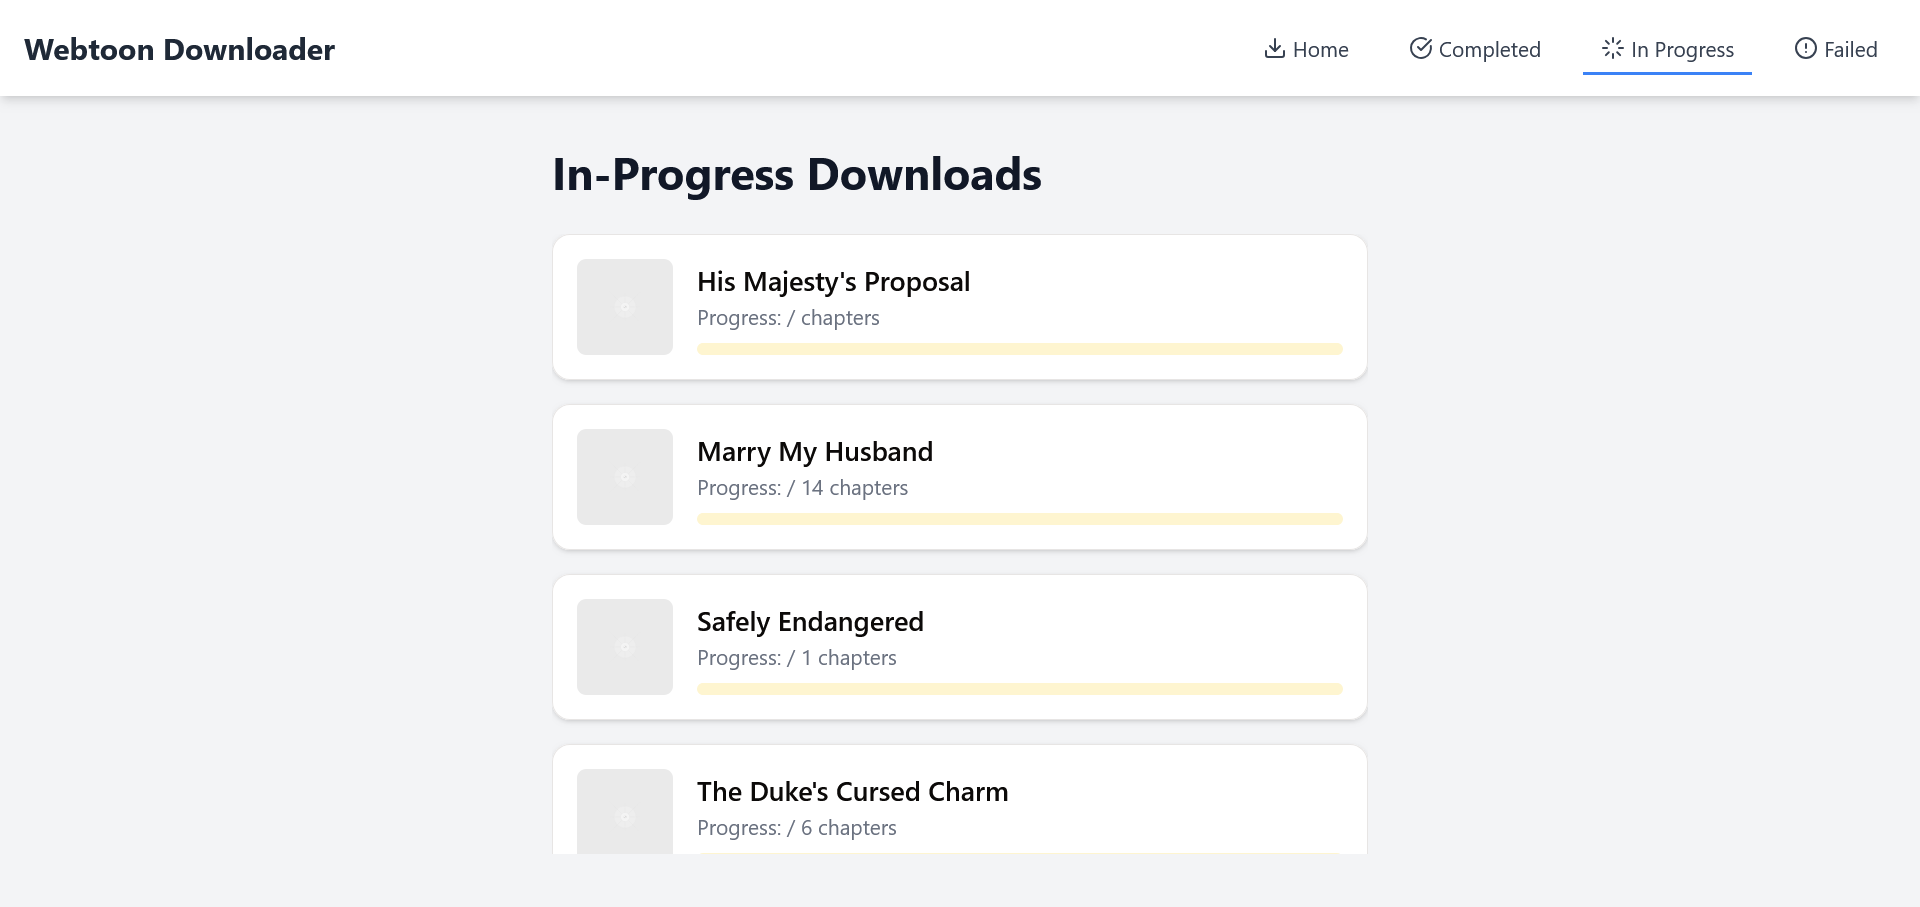 Webtoon Downloader
Home
Completed
In Progress
Failed
In-Progress Downloads
His Majesty's Proposal
Progress: / chapters
Marry My Husband
Progress: / 14 chapters
Safely Endangered
Progress: / 1 chapters
The Duke's Cursed Charm
Progress: / 6 chapters